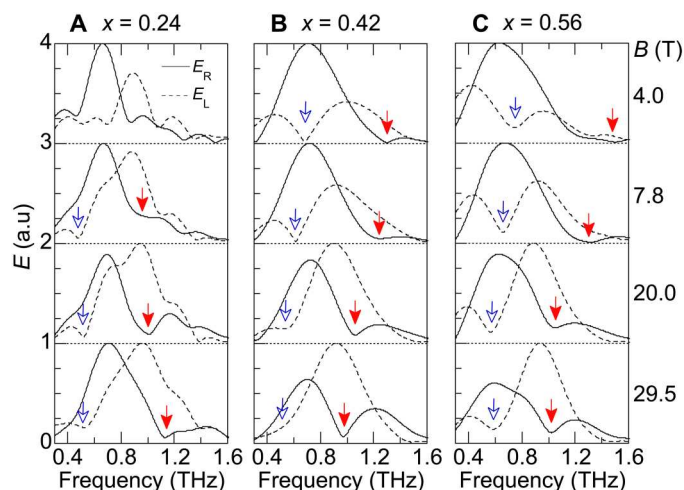 A x = 0.24 B x = 0.42 C x = 0.56
B (T)
E_R
E_L
4.0
7.8
20.0
29.5
E (a.u)
4
3
2
1
0
0.4 0.8 1.2 1.6 0.4 0.8 1.2 1.6 0.4 0.8 1.2 1.6
Frequency (THz) Frequency (THz) Frequency (THz)